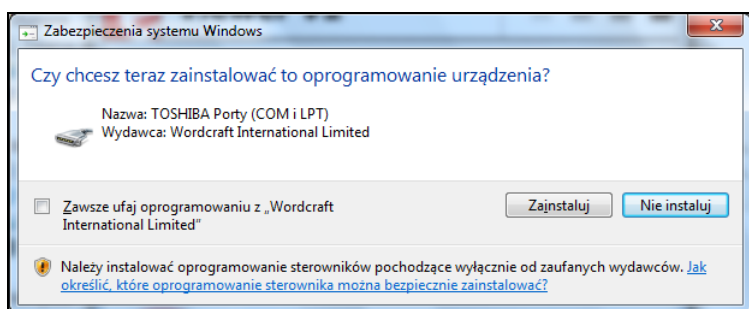 Zabezpieczenia systemu Windows
Czy chcesz teraz zainstalować to oprogramowanie urządzenia?
Nazwa: TOSHIBA Porty (COM i LPT)
Wydawca: Wordcraft International Limited
Zawsze ufaj oprogramowaniu z „Wordcraft
International Limited”
Zainstaluj
Nie instaluj
Należy instalować oprogramowanie sterowników pochodzące wyłącznie od zaufanych wydawców. Jak
określić, które oprogramowanie sterownika można bezpiecznie zainstalować?